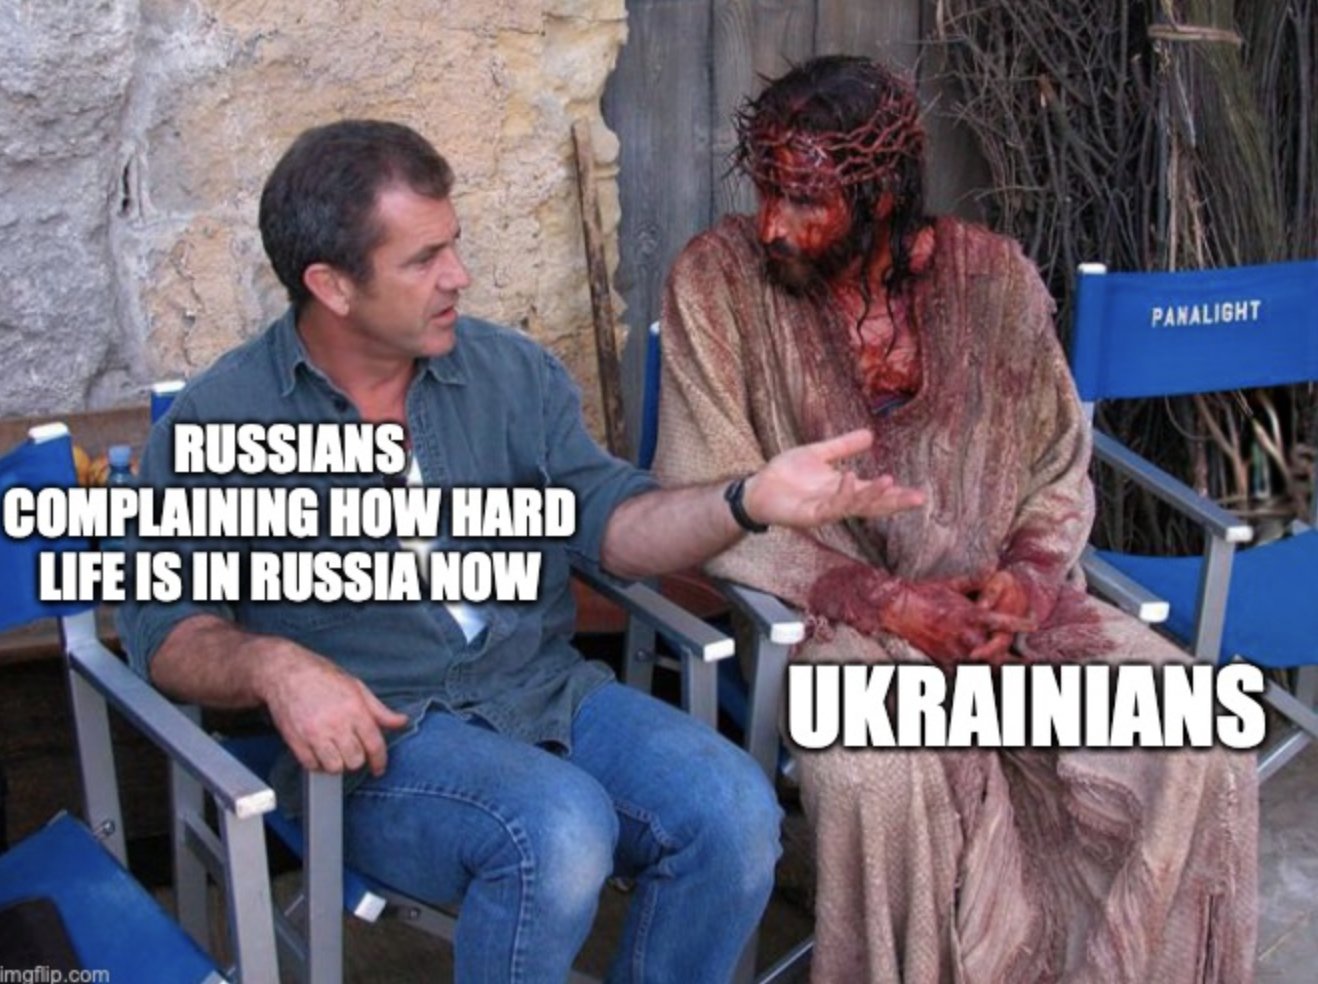 PANALIGHT
RUSSIANS
COMPLAINING HOW HARD
LIFE IS IN RUSSIA NOW
UKRAINIANS
imgflip.com